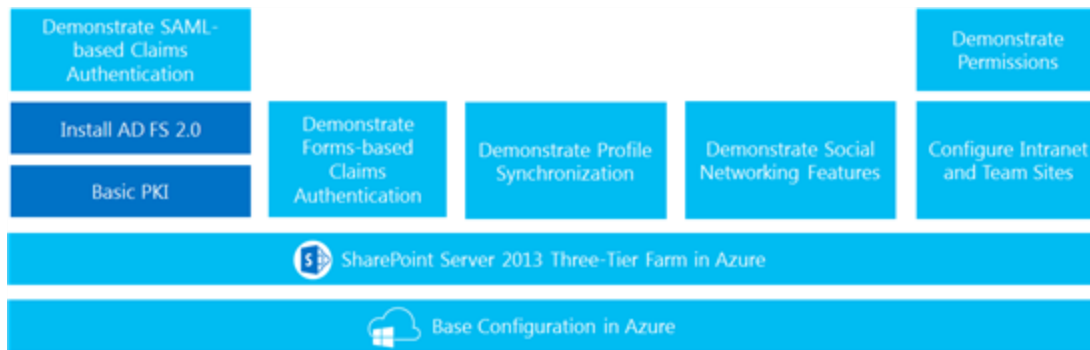 Demonstrate SAML-
based Claims
Authentication
Demonstrate
Permissions
Install AD FS 2.0
Basic PKI
Demonstrate
Forms-based
Claims
Authentication
Demonstrate Profile
Synchronization
Demonstrate Social
Networking Features
Configure Intranet
and Team Sites
S
SharePoint Server 2013 Three-Tier Farm in Azure
Base Configuration in Azure